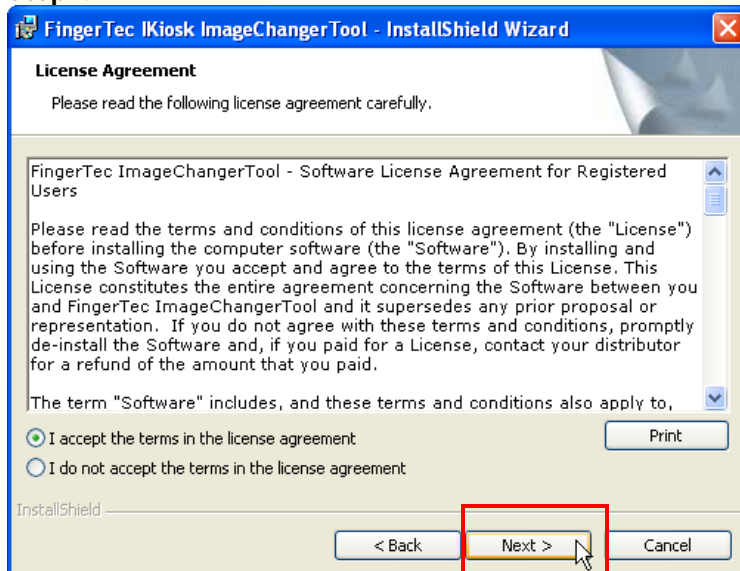 FingerTec IKiosk ImageChangerTool - InstallShield Wizard
License Agreement
Please read the following license agreement carefully.
FingerTec ImageChangerTool - Software License Agreement for Registered
Users
Please read the terms and conditions of this license agreement (the "License")
before installing the computer software (the "Software"). By installing and
using the Software you accept and agree to the terms of this License. This
License constitutes the entire agreement concerning the Software between you
and FingerTec ImageChangerTool and it supersedes any prior proposal or
representation.  If you do not agree with these terms and conditions, promptly
de-install the Software and, if you paid for a License, contact your distributor
for a refund of the amount that you paid.
The term "Software" includes, and these terms and conditions also apply to,
I accept the terms in the license agreement
Print
I do not accept the terms in the license agreement
InstallShield
< Back
Next >
Cancel